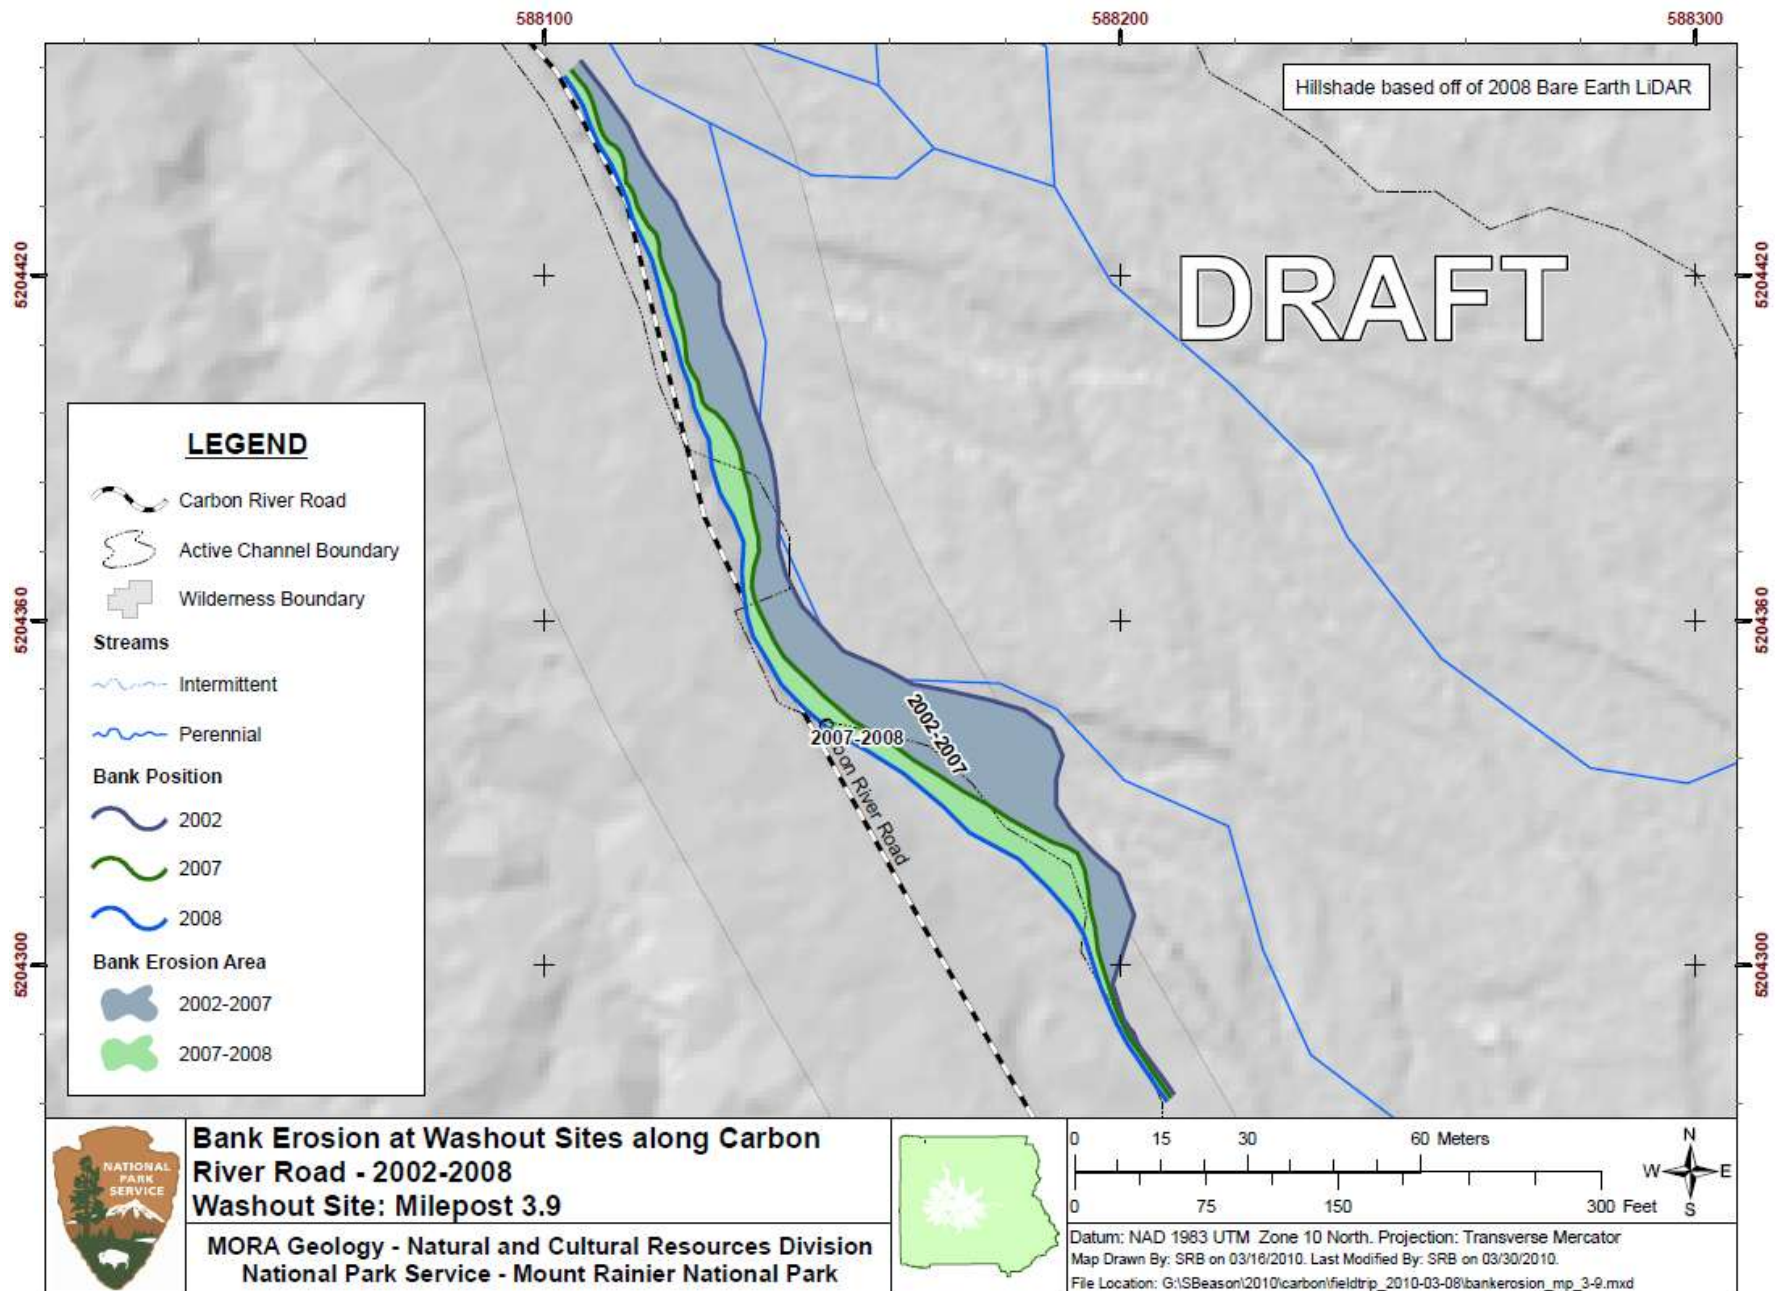 588100
588200
588300
Hillshade based off of 2008 Bare Earth LiDAR
DRAFT
5204420
5204420
5204360
5204360
5204300
5204300
LEGEND
Carbon River Road
Active Channel Boundary
Wilderness Boundary
Streams
Intermittent
Perennial
Bank Position
2002
2007
2008
Bank Erosion Area
2002-2007
2007-2008
2002-2007
2007-2008
bon River Road
NATIONAL
PARK
SERVICE
Bank Erosion at Washout Sites along Carbon
River Road - 2002-2008
Washout Site: Milepost 3.9
MORA Geology - Natural and Cultural Resources Division
National Park Service - Mount Rainier National Park
0 15 30 60 Meters
0 75 150 300 Feet
N
W E
S
Datum: NAD 1983 UTM Zone 10 North. Projection: Transverse Mercator
Map Drawn By: SRB on 03/16/2010. Last Modified By: SRB on 03/30/2010.
File Location: G:\SBeason\2010\carbon\fieldtrip_2010-03-08\bankerosion_mp_3-9.mxd